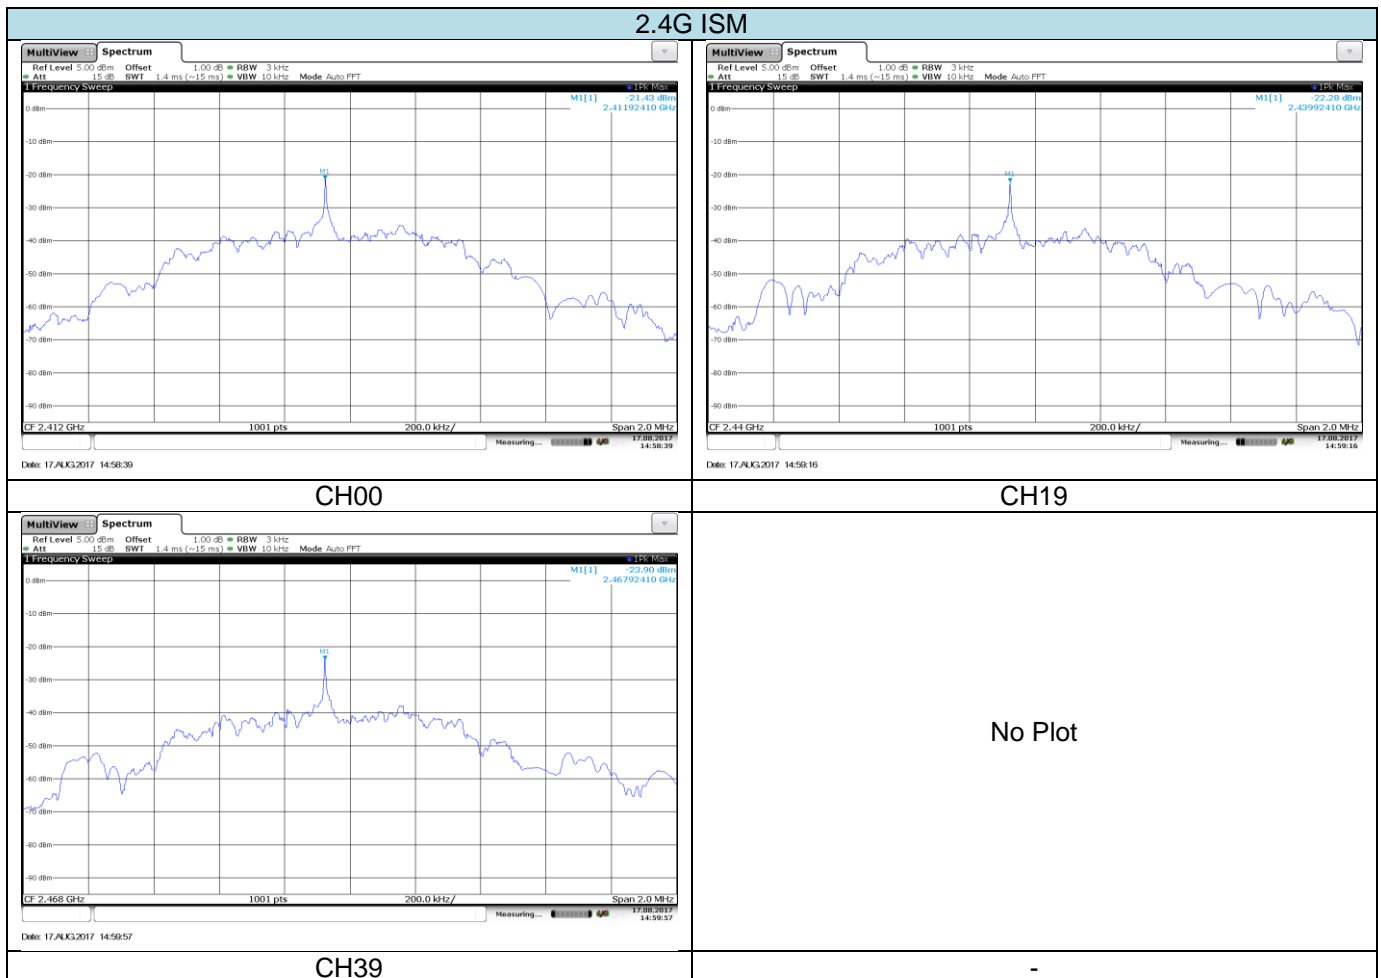 2.4G ISM
MultiView Spectrum
Ref Level 5.00 dBm Offset 1.00 dB RBW 3 kHz
Att 15 dB SWT 1.4 ms (~15 ms) VBW 10 kHz Mode Auto FFT
1 Frequency Sweep 1Pk Max
M1[1] -21.43 dBm
2.41192410 GHz
0 dBm
-10 dBm
M1
-20 dBm
-30 dBm
-40 dBm
-50 dBm
-60 dBm
-70 dBm
-80 dBm
-90 dBm
CF 2.412 GHz 1001 pts 200.0 kHz/ Span 2.0 MHz
Measuring... 17.08.2017
14:58:39
Date: 17.AUG.2017 14:58:39
CH00
MultiView Spectrum
Ref Level 5.00 dBm Offset 1.00 dB RBW 3 kHz
Att 15 dB SWT 1.4 ms (~15 ms) VBW 10 kHz Mode Auto FFT
1 Frequency Sweep 1Pk Max
M1[1] -22.28 dBm
2.43992410 GHz
0 dBm
-10 dBm
M1
-20 dBm
-30 dBm
-40 dBm
-50 dBm
-60 dBm
-70 dBm
-80 dBm
-90 dBm
CF 2.44 GHz 1001 pts 200.0 kHz/ Span 2.0 MHz
Measuring... 17.08.2017
14:59:16
Date: 17.AUG.2017 14:59:16
CH19
MultiView Spectrum
Ref Level 5.00 dBm Offset 1.00 dB RBW 3 kHz
Att 15 dB SWT 1.4 ms (~15 ms) VBW 10 kHz Mode Auto FFT
1 Frequency Sweep 1Pk Max
M1[1] -23.90 dBm
2.46792410 GHz
0 dBm
-10 dBm
-20 dBm
M1
-30 dBm
-40 dBm
-50 dBm
-60 dBm
-70 dBm
-80 dBm
-90 dBm
CF 2.468 GHz 1001 pts 200.0 kHz/ Span 2.0 MHz
Measuring... 17.08.2017
14:59:57
Date: 17.AUG.2017 14:59:57
CH39
No Plot
-